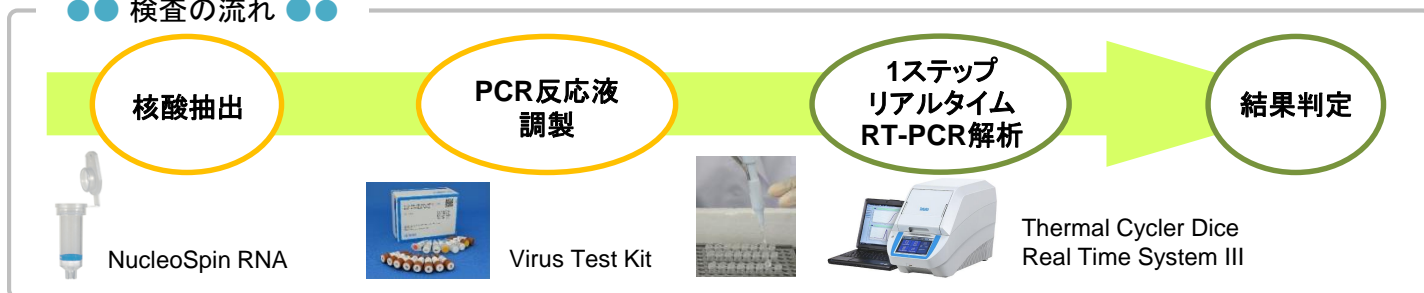 ●● 検査の流れ ●●
核酸抽出
PCR反応液
調製
1ステップ
リアルタイム
RT-PCR解析
結果判定
NucleoSpin RNA
Virus Test Kit
Thermal Cycler Dice
Real Time System III